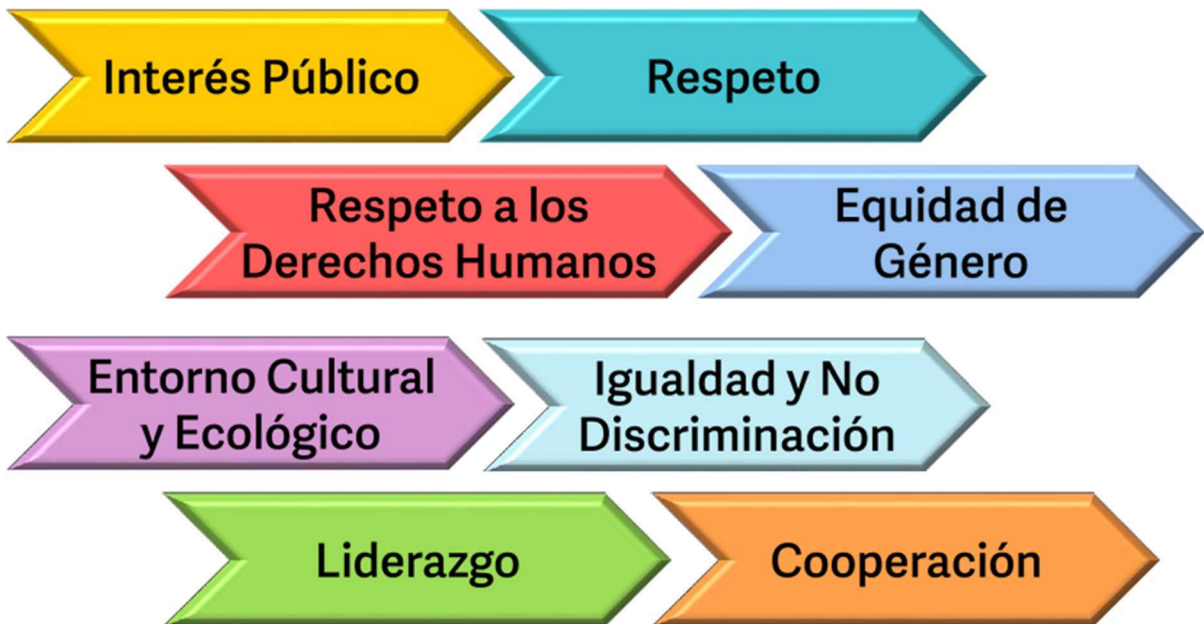 Interés Público
Respeto
Respeto a los
Derechos Humanos
Equidad de
Género
Entorno Cultural
y Ecológico
Igualdad y No
Discriminación
Liderazgo
Cooperación